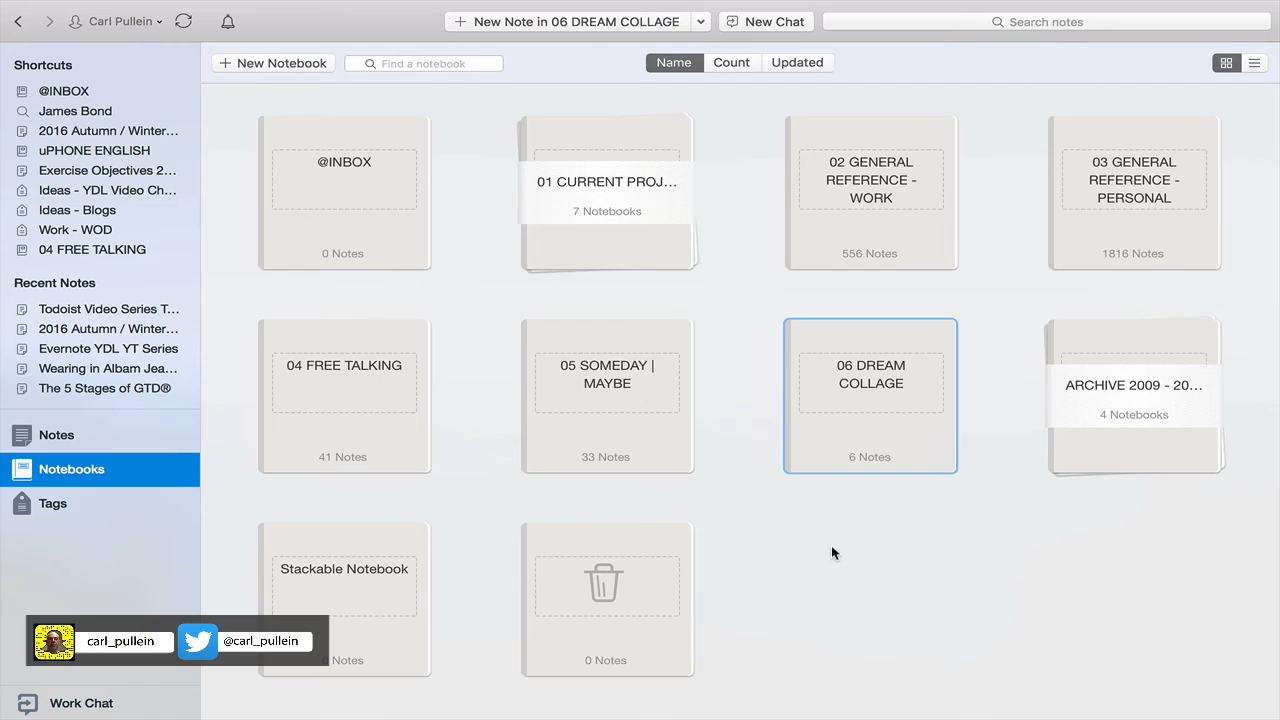 Carl Pullein
New Note in 06 DREAM COLLAGE
New Chat
Search notes
Shortcuts
@INBOX
James Bond
2016 Autumn / Winter...
uPHONE ENGLISH
Exercise Objectives 2...
Ideas - YDL Video Ch...
Ideas - Blogs
Work - WOD
04 FREE TALKING
Recent Notes
Todoist Video Series T...
2016 Autumn / Winter...
Evernote YDL YT Series
Wearing in Albam Jea...
The 5 Stages of GTD®
Notes
Notebooks
Tags
Work Chat
New Notebook
Find a notebook
Name
Count
Updated
@INBOX
0 Notes
01 CURRENT PROJ...
7 Notebooks
02 GENERAL
REFERENCE -
WORK
556 Notes
03 GENERAL
REFERENCE -
PERSONAL
1816 Notes
04 FREE TALKING
41 Notes
05 SOMEDAY |
MAYBE
33 Notes
06 DREAM
COLLAGE
6 Notes
ARCHIVE 2009 - 20...
4 Notebooks
Stackable Notebook
Notes
0 Notes
carl_pullein
@carl_pullein